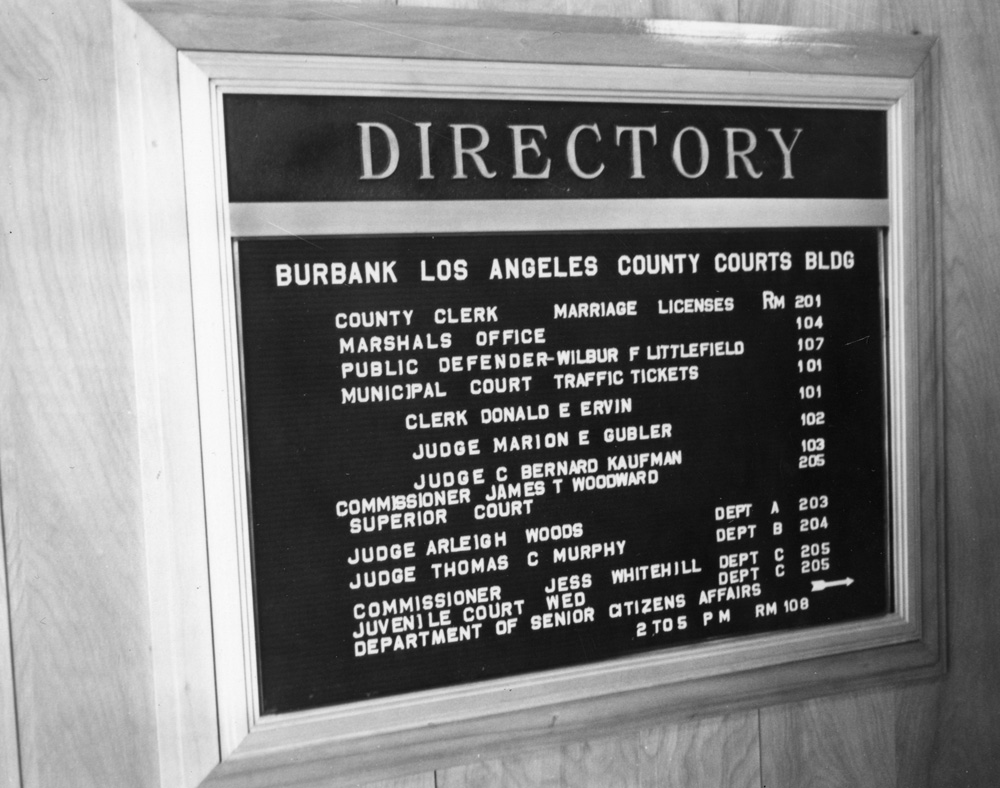 DIRECTORY
BURBANK LOS ANGELES COUNTY COURTS BLDG
COUNTY CLERK MARRIAGE LICENSES RM 201
MARSHALS OFFICE 104
PUBLIC DEFENDER-WILBUR F LITTLEFIELD 107
MUNICIPAL COURT TRAFFIC TICKETS 101
CLERK DONALD E ERVIN 101
JUDGE MARION E GUBLER 102
JUDGE C BERNARD KAUFMAN 103
COMMISSIONER JAMES T WOODWARD 205
SUPERIOR COURT
JUDGE ARLEIGH WOODS DEPT A 203
JUDGE THOMAS C MURPHY DEPT B 204
COMMISSIONER JESS WHITEHILL DEPT C 205
JUVENILE COURT WED DEPT C 205
DEPARTMENT OF SENIOR CITIZENS AFFAIRS
2 TO 5 P M RM 108